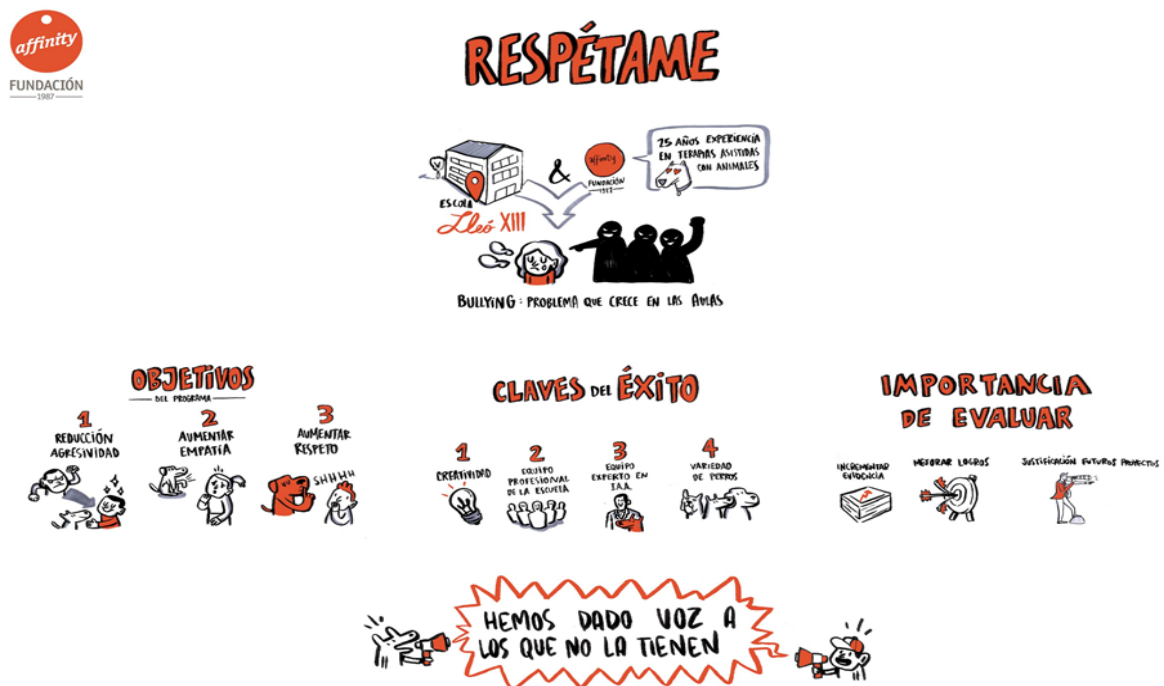 affinity
FUNDACIÓN
1987
RESPÉTAME
ESCOLA
Lleó XIII
&
affinity
FUNDACIÓN
1987
25 AÑOS EXPERIENCIA
EN TERAPIAS ASISTIDAS
CON ANIMALES
BULLYING: PROBLEMA QUE CRECE EN LAS AULAS
OBJETIVOS
DEL PROGRAMA
1
REDUCCIÓN
AGRESIVIDAD
2
AUMENTAR
EMPATÍA
3
AUMENTAR
RESPETO
SHHHH
CLAVES DEL ÉXITO
1
CREATIVIDAD
2
EQUIPO
PROFESIONAL
DE LA ESCUELA
3
EQUIPO
EXPERTO EN
I.A.A.
4
VARIEDAD
DE PERROS
IMPORTANCIA
DE EVALUAR
INCREMENTAR
EVIDENCIA
MEJORAR LOGROS
JUSTIFICACIÓN FUTUROS PROYECTOS
HEMOS DADO VOZ A
LOS QUE NO LA TIENEN